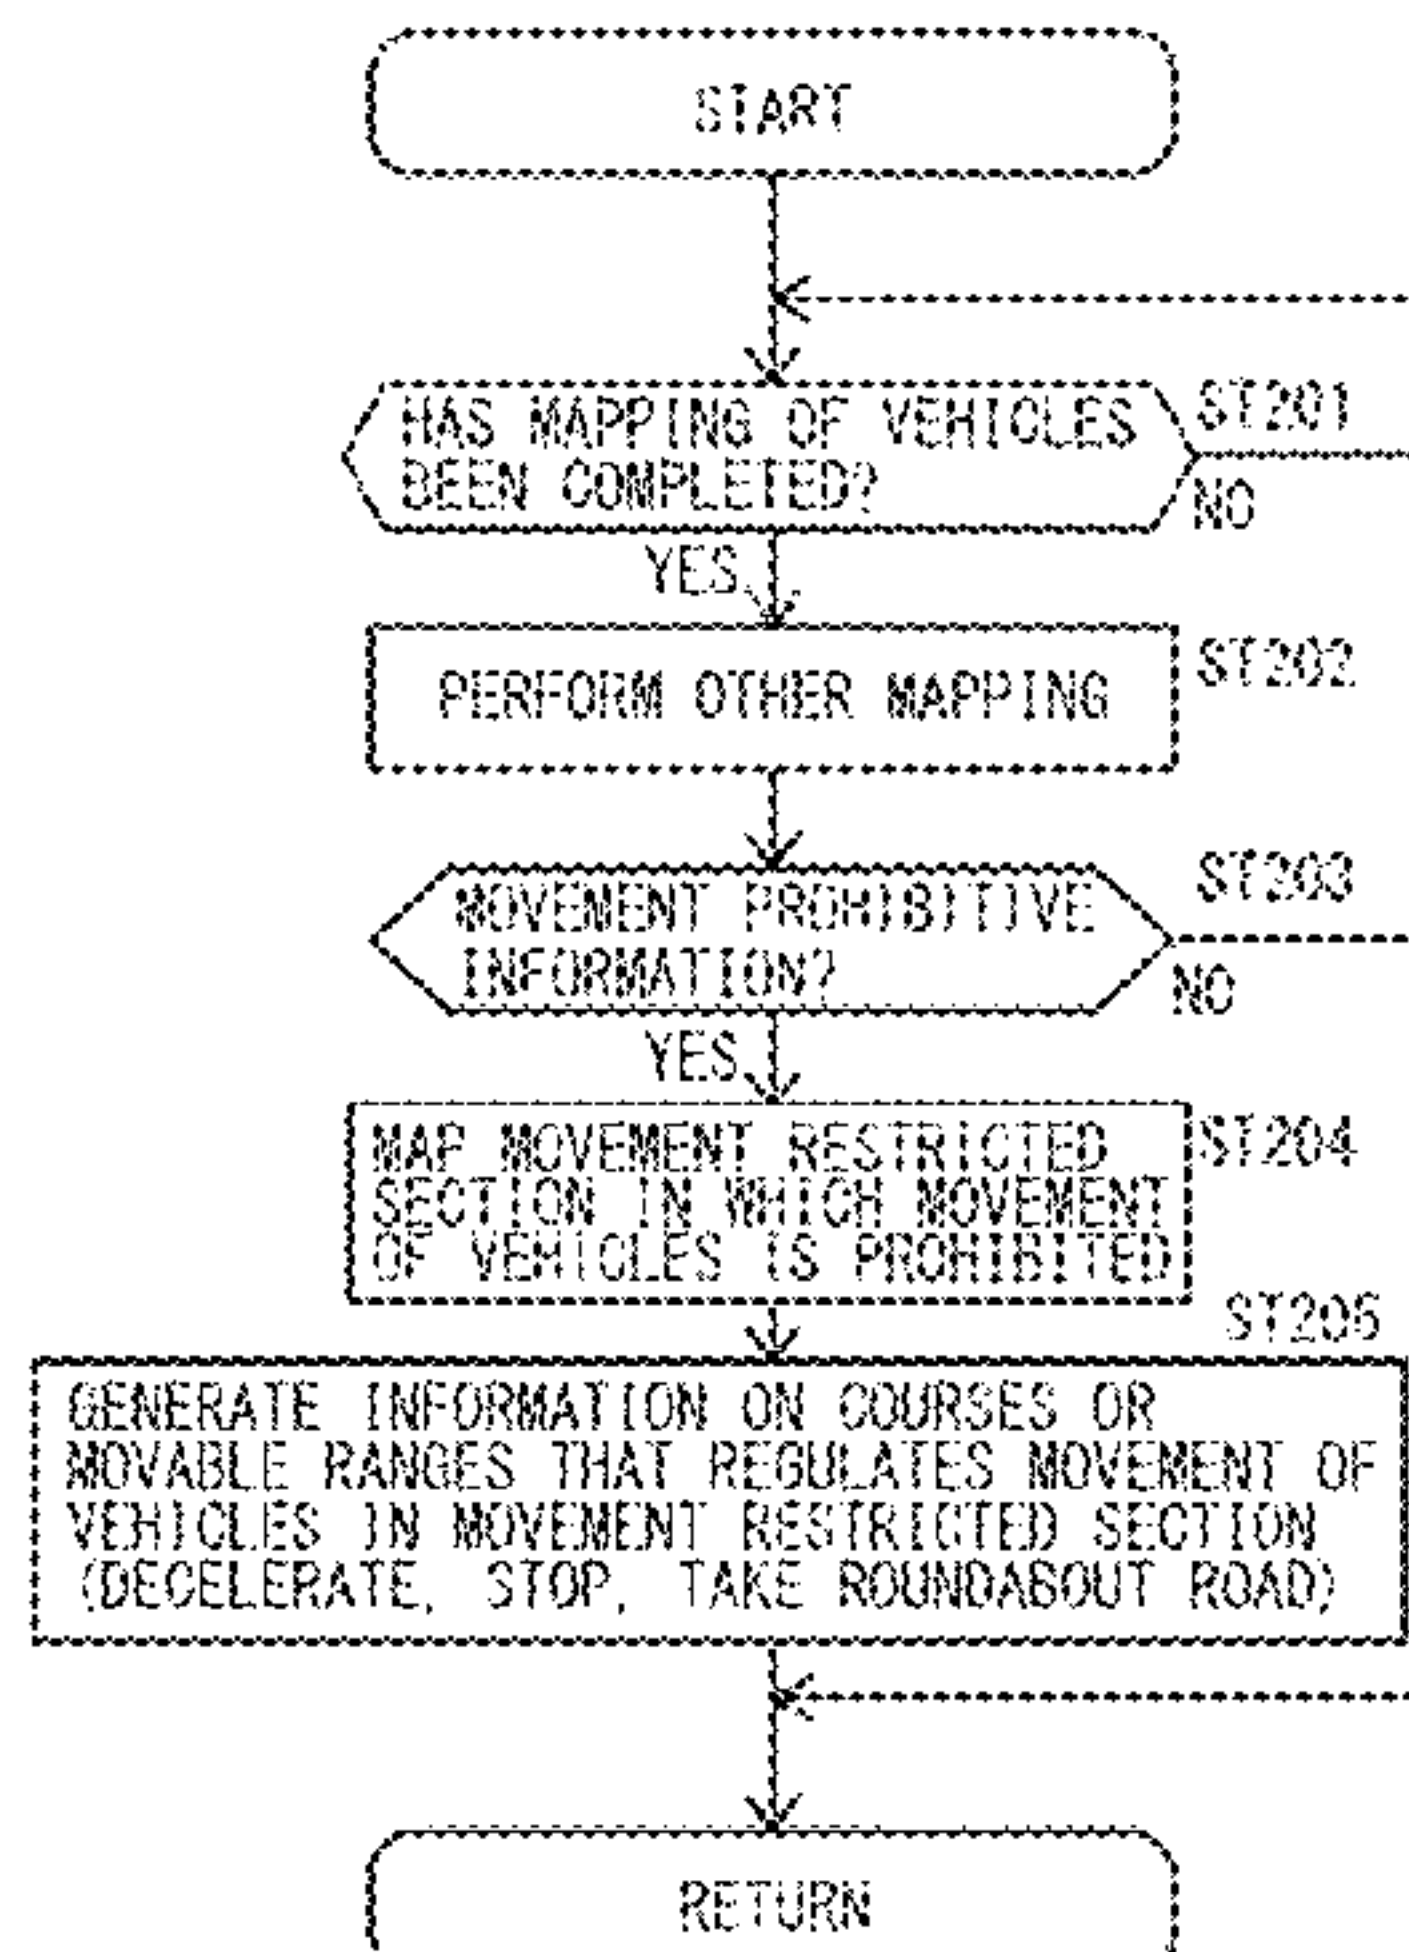 START
HAS MAPPING OF VEHICLES
BEEN COMPLETED?
ST201
NO
YES
PERFORM OTHER MAPPING
ST202
MOVEMENT PROHIBITIVE
INFORMATION?
ST203
NO
YES
MAP MOVEMENT RESTRICTED
SECTION IN WHICH MOVEMENT
OF VEHICLES IS PROHIBITED
ST204
ST205
GENERATE INFORMATION ON COURSES OR
MOVABLE RANGES THAT REGULATES MOVEMENT OF
VEHICLES IN MOVEMENT RESTRICTED SECTION
(DECELERATE, STOP, TAKE ROUNDABOUT ROAD)
RETURN